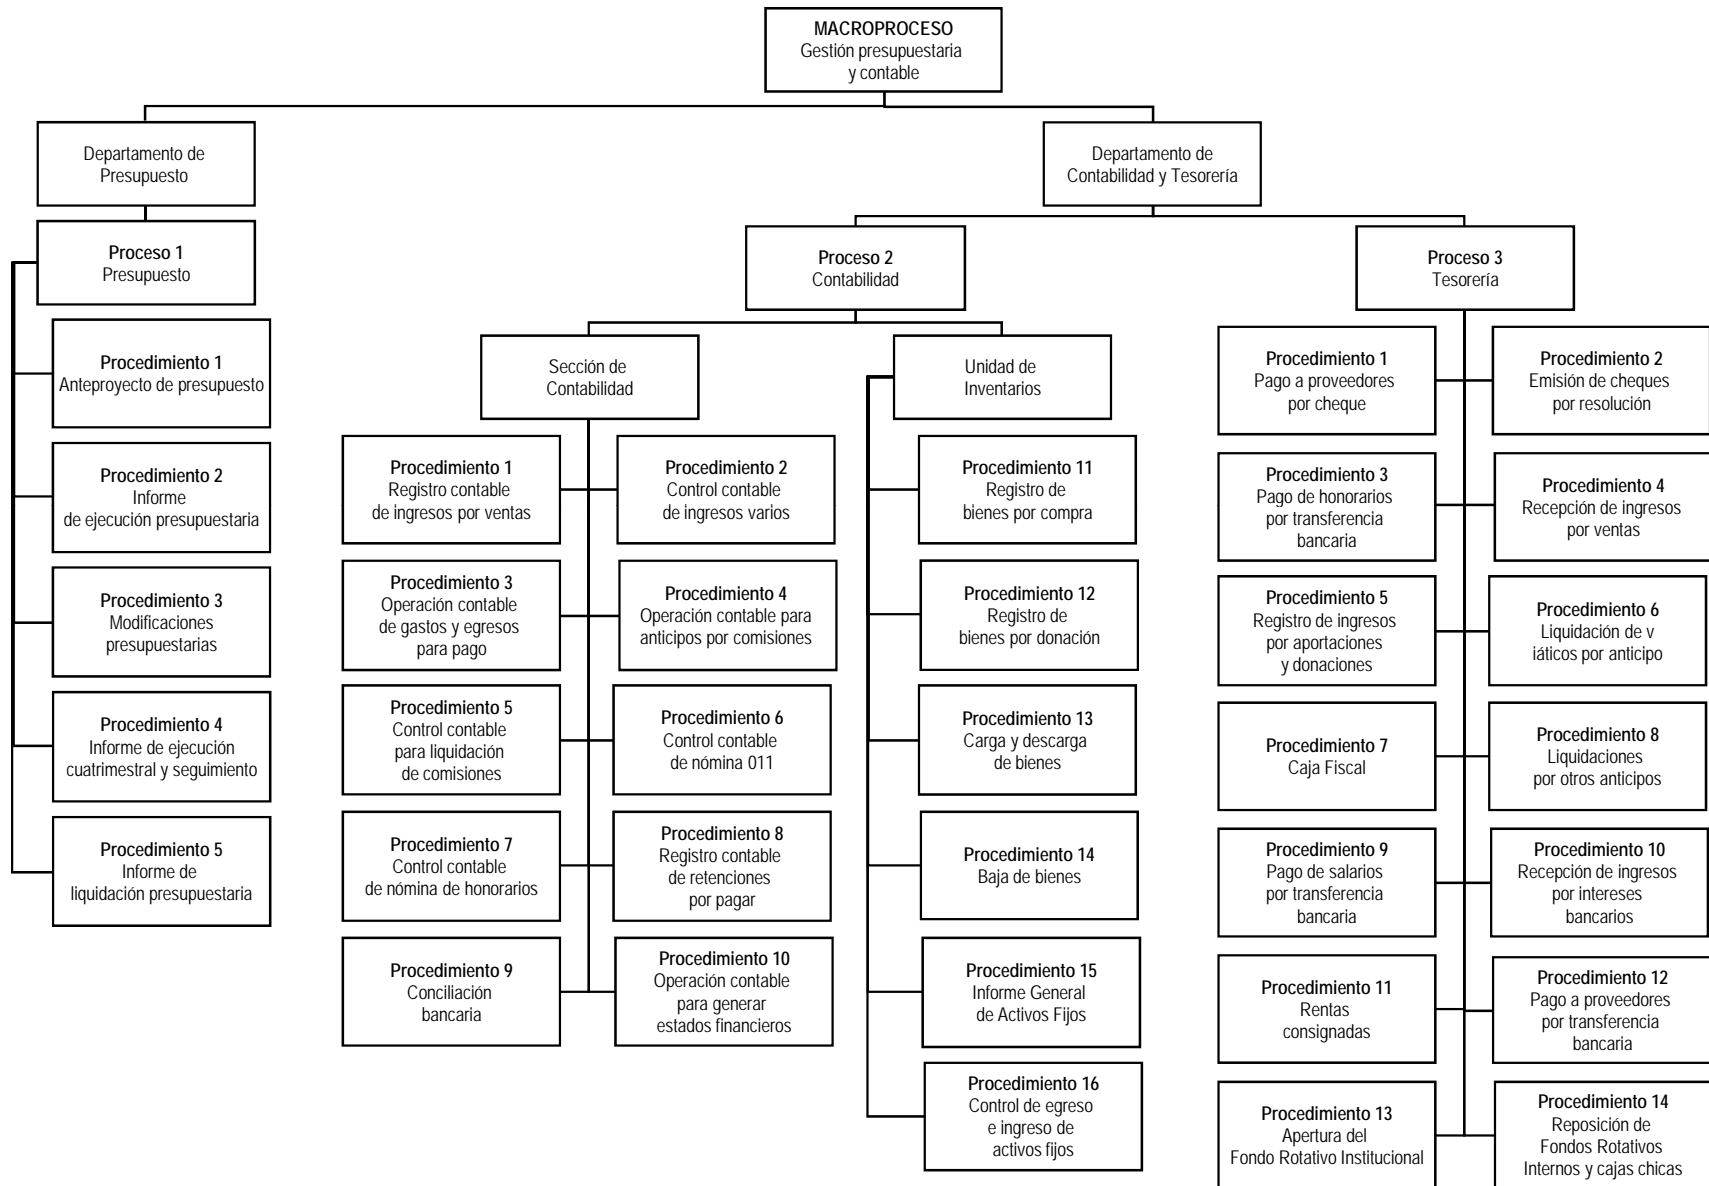 MACROPROCESO
Gestión presupuestaria
y contable
Departamento de
Presupuesto
Departamento de
Contabilidad y Tesorería
Proceso 1
Presupuesto
Proceso 2
Contabilidad
Proceso 3
Tesorería
Procedimiento 1
Anteproyecto de presupuesto
Procedimiento 2
Informe
de ejecución presupuestaria
Procedimiento 3
Modificaciones
presupuestarias
Procedimiento 4
Informe de ejecución
cuatrimestral y seguimiento
Procedimiento 5
Informe de
liquidación presupuestaria
Sección de
Contabilidad
Procedimiento 1
Registro contable
de ingresos por ventas
Procedimiento 2
Control contable
de ingresos varios
Procedimiento 3
Operación contable
de gastos y egresos
para pago
Procedimiento 4
Operación contable para
anticipos por comisiones
Procedimiento 5
Control contable
para liquidación
de comisiones
Procedimiento 6
Control contable
de nómina 011
Procedimiento 7
Control contable
de nómina de honorarios
Procedimiento 8
Registro contable
de retenciones
por pagar
Procedimiento 9
Conciliación
bancaria
Procedimiento 10
Operación contable
para generar
estados financieros
Unidad de
Inventarios
Procedimiento 11
Registro de
bienes por compra
Procedimiento 12
Registro de
bienes por donación
Procedimiento 13
Carga y descarga
de bienes
Procedimiento 14
Baja de bienes
Procedimiento 15
Informe General
de Activos Fijos
Procedimiento 16
Control de egreso
e ingreso de
activos fijos
Procedimiento 1
Pago a proveedores
por cheque
Procedimiento 2
Emisión de cheques
por resolución
Procedimiento 3
Pago de honorarios
por transferencia
bancaria
Procedimiento 4
Recepción de ingresos
por ventas
Procedimiento 5
Registro de ingresos
por aportaciones
y donaciones
Procedimiento 6
Liquidación de v
iáticos por anticipo
Procedimiento 7
Caja Fiscal
Procedimiento 8
Liquidaciones
por otros anticipos
Procedimiento 9
Pago de salarios
por transferencia
bancaria
Procedimiento 10
Recepción de ingresos
por intereses
bancarios
Procedimiento 11
Rentas
consignadas
Procedimiento 12
Pago a proveedores
por transferencia
bancaria
Procedimiento 13
Apertura del
Fondo Rotativo Institucional
Procedimiento 14
Reposición de
Fondos Rotativos
Internos y cajas chicas